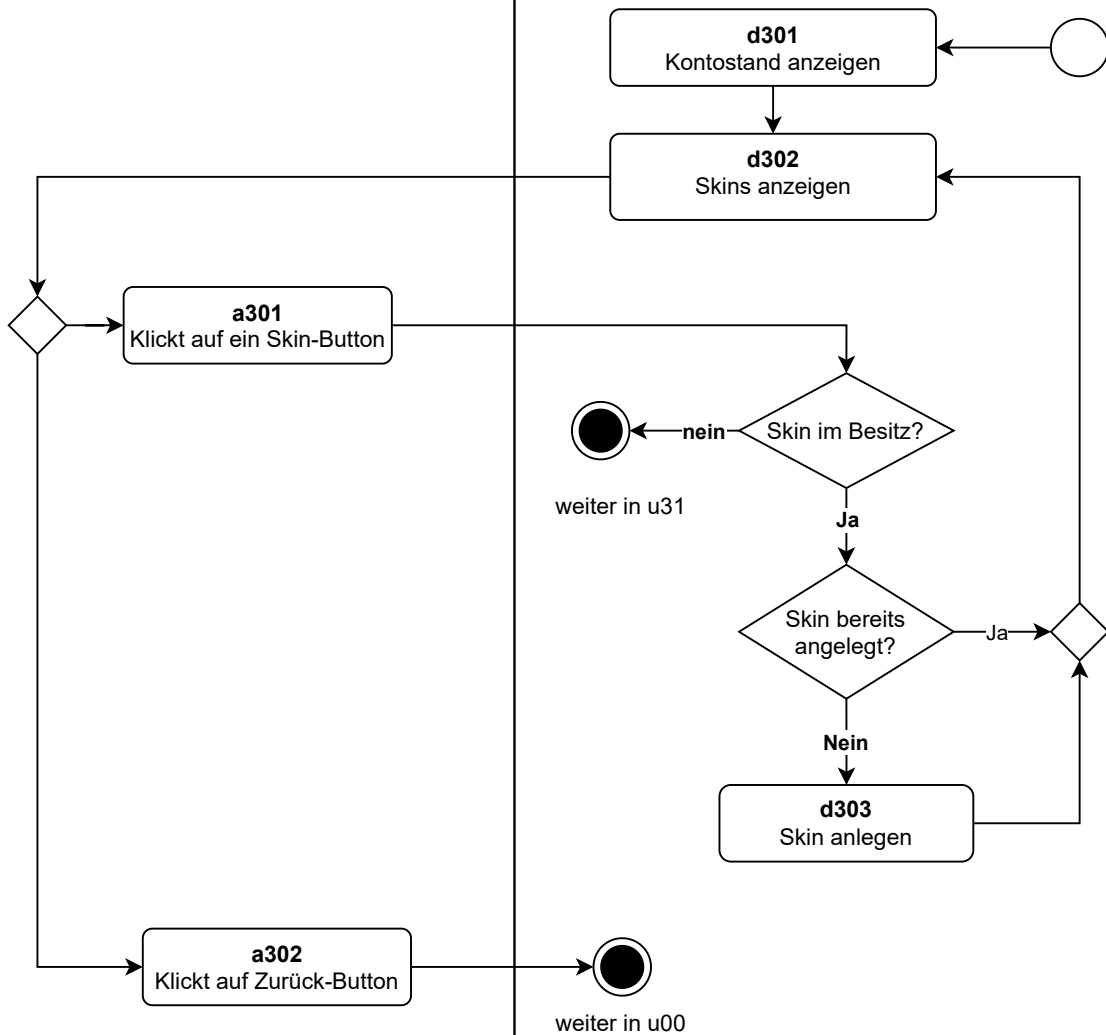 d301
Kontostand anzeigen
d302
Skins anzeigen
a301
Klickt auf ein Skin-Button
nein
Skin im Besitz?
weiter in u31
Ja
Skin bereits
angelegt?
Ja
Nein
d303
Skin anlegen
a302
Klickt auf Zurück-Button
weiter in u00